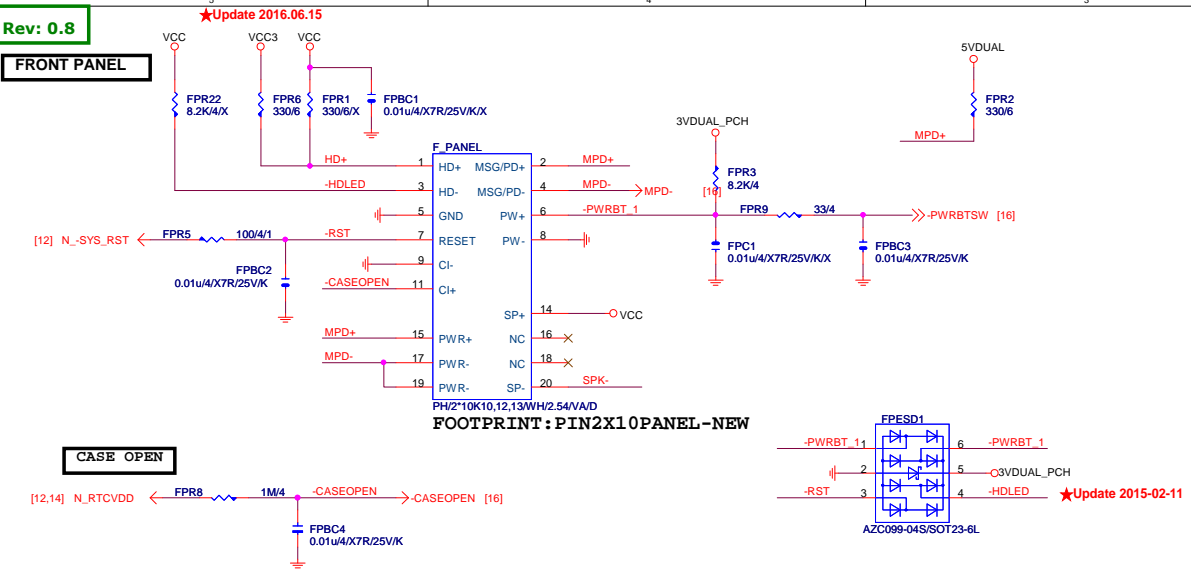 5
4
3
★Update 2016.06.15
Rev: 0.8
FRONT PANEL
VCC
VCC3
VCC
FPR22
8.2K/4/X
FPR6
330/6
FPR1
330/6/X
FPBC1
0.01u/4/X7R/25V/K/X
5VDUAL
FPR2
330/6
MPD+
3VDUAL_PCH
FPR3
8.2K/4
F_PANEL
HD+
1
HD+
MSG/PD+
2
MPD+
-HDLED
3
HD-
MSG/PD-
4
MPD-
MPD-
[16]
5
GND
PW+
6
-PWRBT_1
FPR9
33/4
-PWRBTSW [16]
[12] N_-SYS_RST
FPR5
100/4/1
-RST
7
RESET
PW-
8
FPC1
0.01u/4/X7R/25V/K/X
FPBC3
0.01u/4/X7R/25V/K
9
CI-
FPBC2
0.01u/4/X7R/25V/K
-CASEOPEN
11
CI+
SP+
14
VCC
MPD+
15
PWR+
NC
16
MPD-
17
PWR-
NC
18
19
PWR-
SP-
20
SPK-
PH/2*10K10,12,13/WH/2.54/VA/D
FOOTPRINT:PIN2X10PANEL-NEW
FPESD1
-PWRBT_1
1
6
-PWRBT_1
2
5
3VDUAL_PCH
-RST
3
4
-HDLED
★Update 2015-02-11
AZC099-04S/SOT23-6L
CASE OPEN
[12,14] N_RTCVDD
FPR8
1M/4
-CASEOPEN
-CASEOPEN [16]
FPBC4
0.01u/4/X7R/25V/K